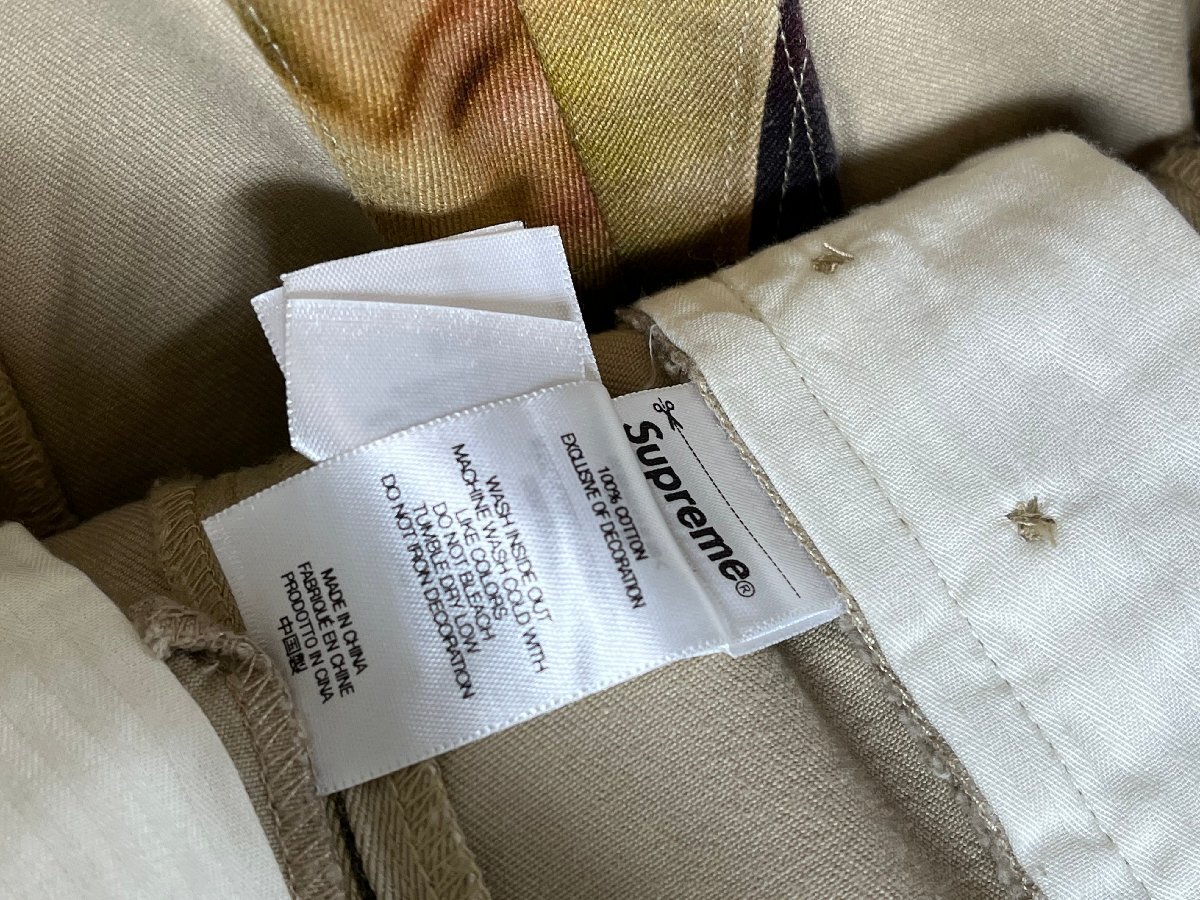 Supreme®
100% COTTON
EXCLUSIVE OF DECORATION
WASH INSIDE OUT
MACHINE WASH COLD WITH
LIKE COLORS
DO NOT BLEACH
TUMBLE DRY LOW
DO NOT IRON DECORATION
MADE IN CHINA
FABRIQUÉ EN CHINE
PRODOTTO IN CINA
中国製